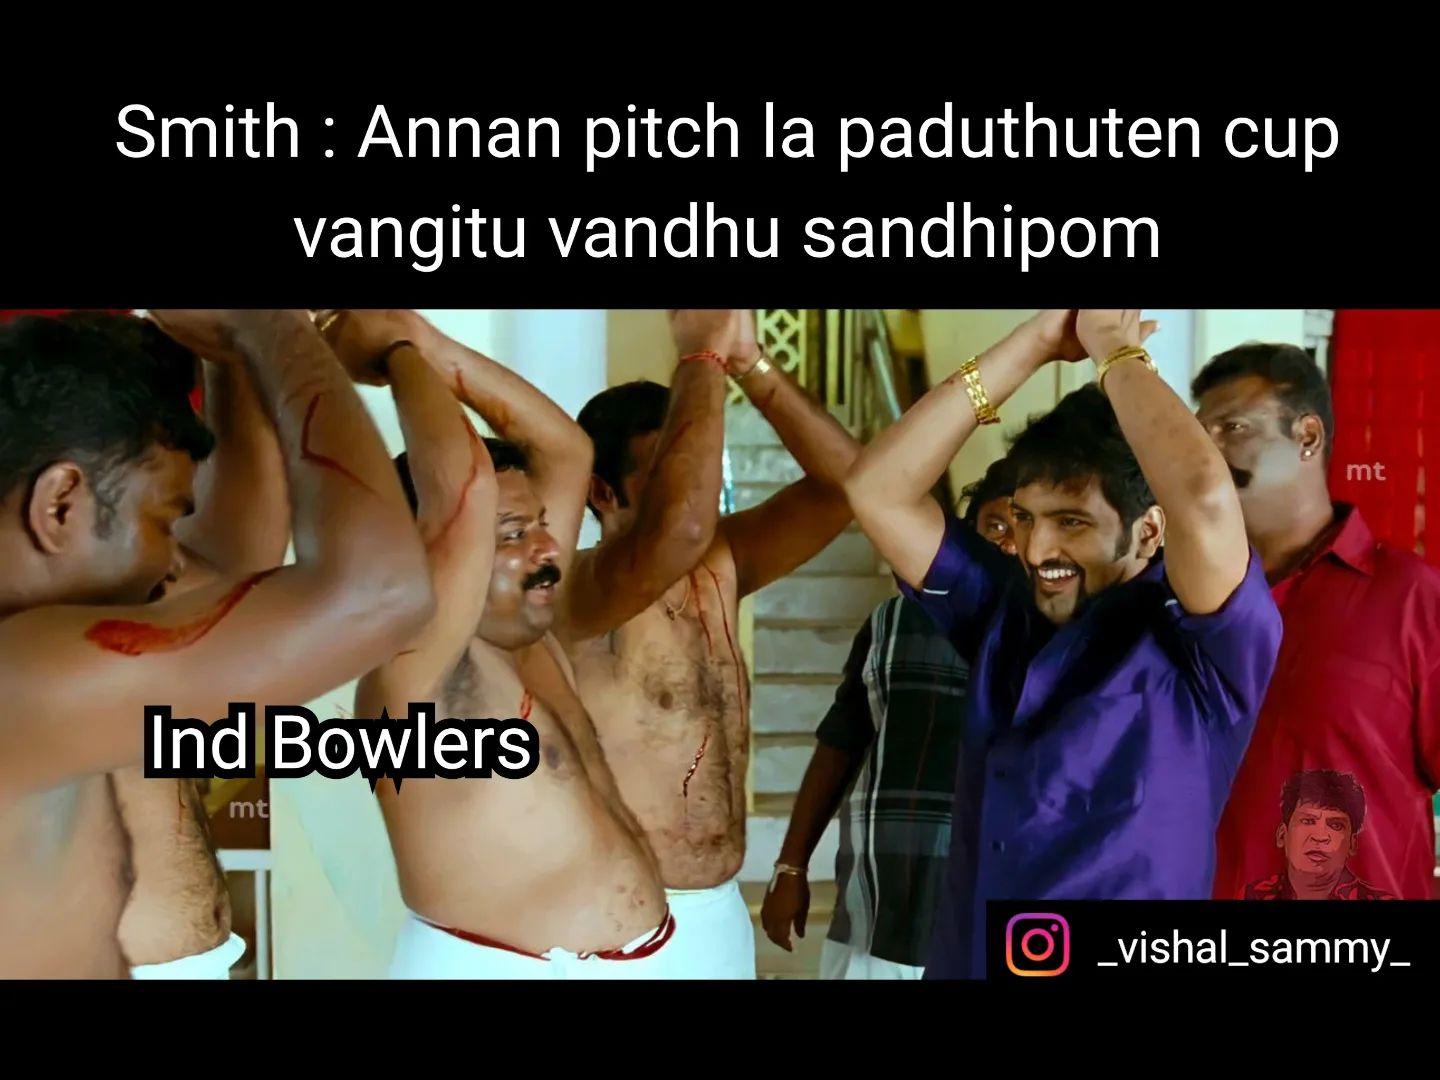 Smith : Annan pitch la paduthuten cup
vangitu vandhu sandhipom
mt
Ind Bowlers
mt
_vishal_sammy_